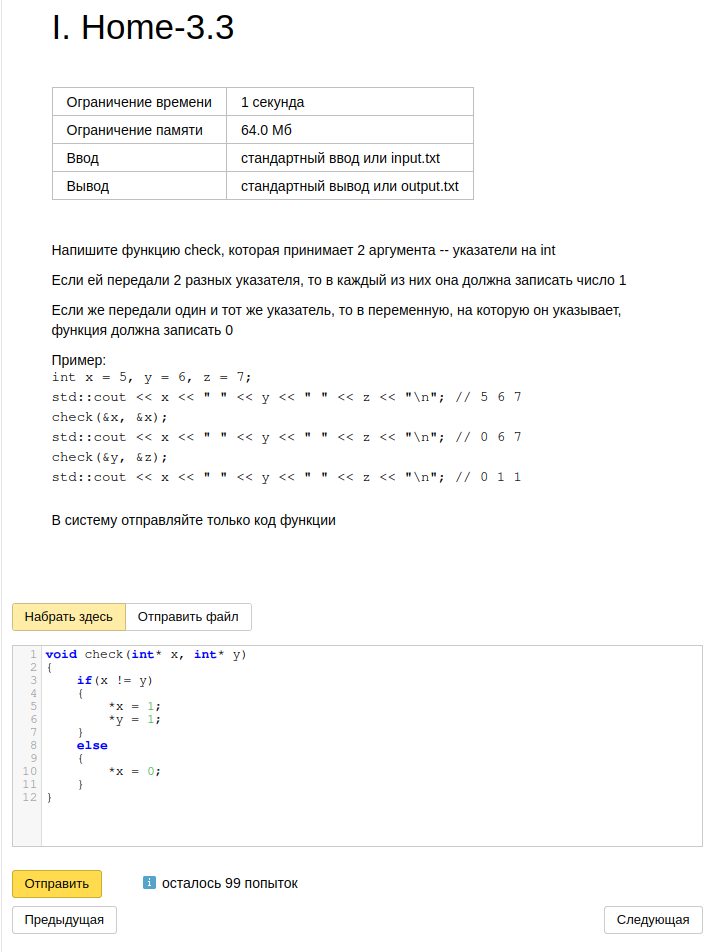 I. Home-3.3
Ограничение времени 1 секунда
Ограничение памяти 64.0 Мб
Ввод стандартный ввод или input.txt
Вывод стандартный вывод или output.txt
Напишите функцию check, которая принимает 2 аргумента -- указатели на int
Если ей передали 2 разных указателя, то в каждый из них она должна записать число 1
Если же передали один и тот же указатель, то в переменную, на которую он указывает,
функция должна записать 0
Пример:
int x = 5, y = 6, z = 7;
std::cout << x << " " << y << " " << z << "\n"; // 5 6 7
check(&x, &x);
std::cout << x << " " << y << " " << z << "\n"; // 0 6 7
check(&y, &z);
std::cout << x << " " << y << " " << z << "\n"; // 0 1 1
В систему отправляйте только код функции
Набрать здесь Отправить файл
1 void check(int* x, int* y)
2 {
3     if(x != y)
4     {
5         *x = 1;
6         *y = 1;
7     }
8     else
9     {
10         *x = 0;
11     }
12 }
Отправить i осталось 99 попыток
Предыдущая Следующая